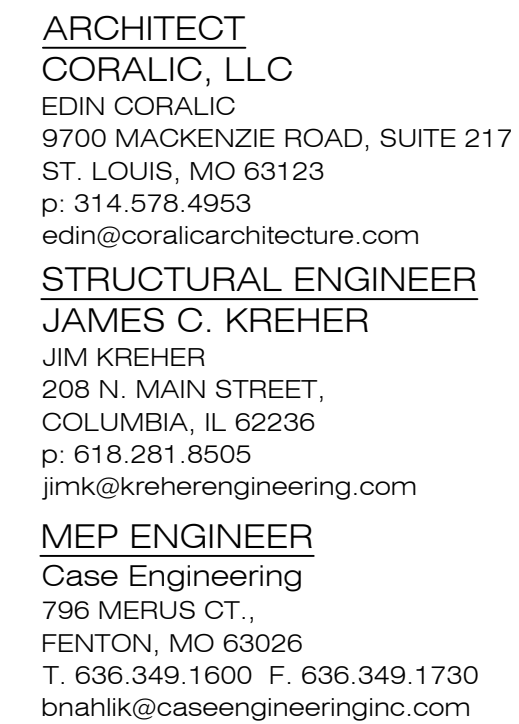 ARCHITECT
CORALIC, LLC
EDIN CORALIC
9700 MACKENZIE ROAD, SUITE 217
ST. LOUIS, MO 63123
p: 314.578.4953
edin@coralicarchitecture.com
STRUCTURAL ENGINEER
JAMES C. KREHER
JIM KREHER
208 N. MAIN STREET,
COLUMBIA, IL 62236
p: 618.281.8505
jimk@kreherengineering.com
MEP ENGINEER
Case Engineering
796 MERUS CT.,
FENTON, MO 63026
T. 636.349.1600 F. 636.349.1730
bnahlik@caseengineeringinc.com